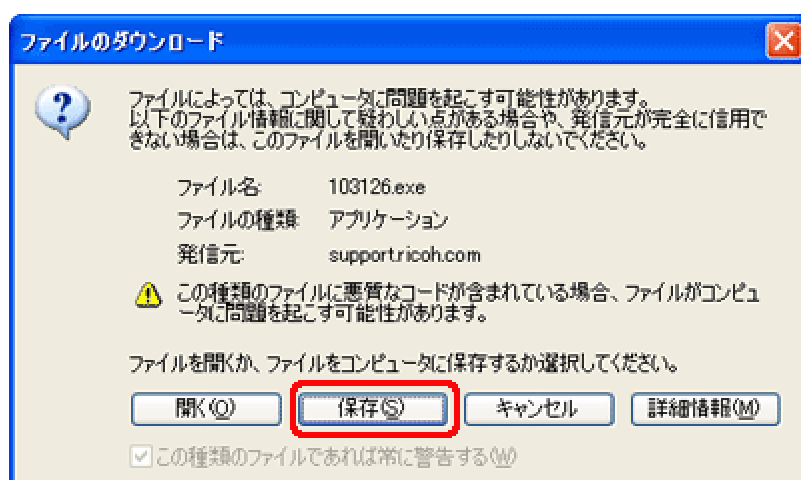 ファイルのダウンロード
ファイルによっては、コンピュータに問題を起こす可能性があります。
以下のファイル情報に関して疑わしい点がある場合や、発信元が完全に信用で
きない場合は、このファイルを開いたり保存したりしないでください。
ファイル名: 103126.exe
ファイルの種類: アプリケーション
発信元: support.ricoh.com
この種類のファイルに悪質なコードが含まれている場合、ファイルがコンピュ
ータに問題を起こす可能性があります。
ファイルを開くか、ファイルをコンピュータに保存するか選択してください。
開く(O) 保存(S) キャンセル 詳細情報(M)
この種類のファイルであれば常に警告する(W)